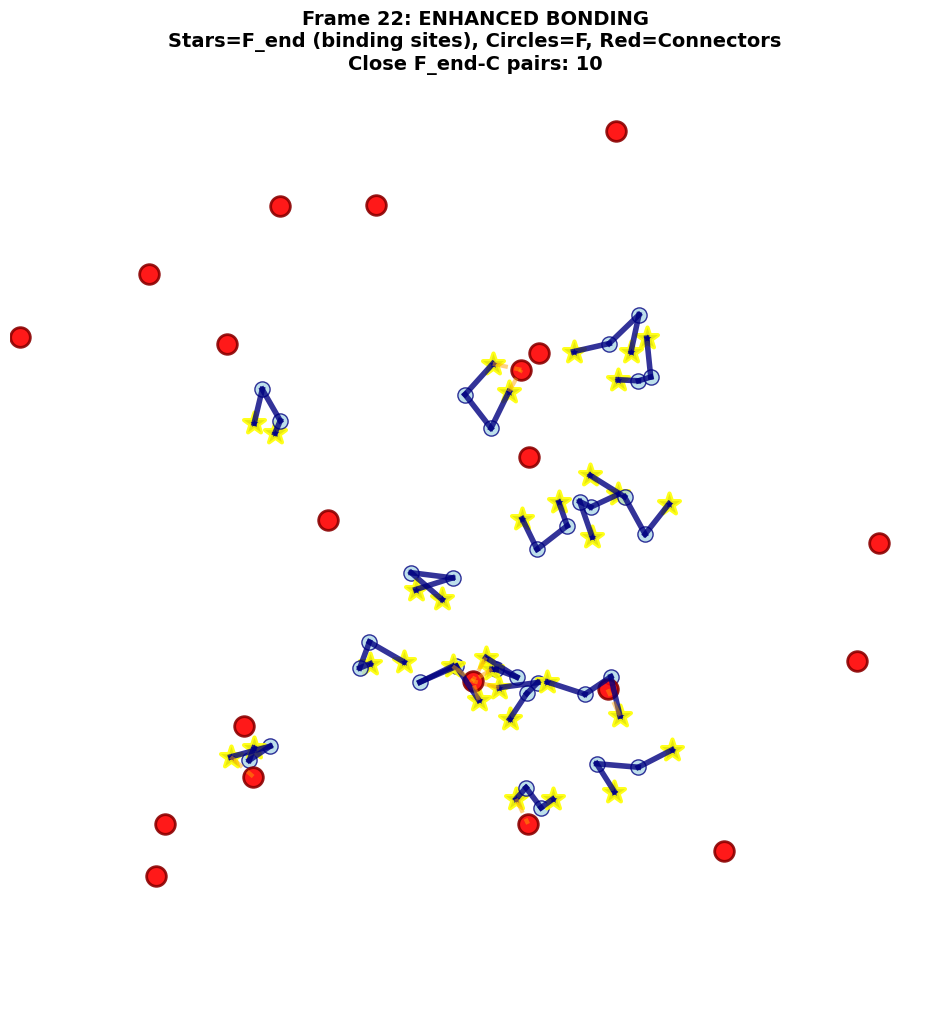 Frame 22: ENHANCED BONDING
Stars=F_end (binding sites), Circles=F, Red=Connectors
Close F_end-C pairs: 10